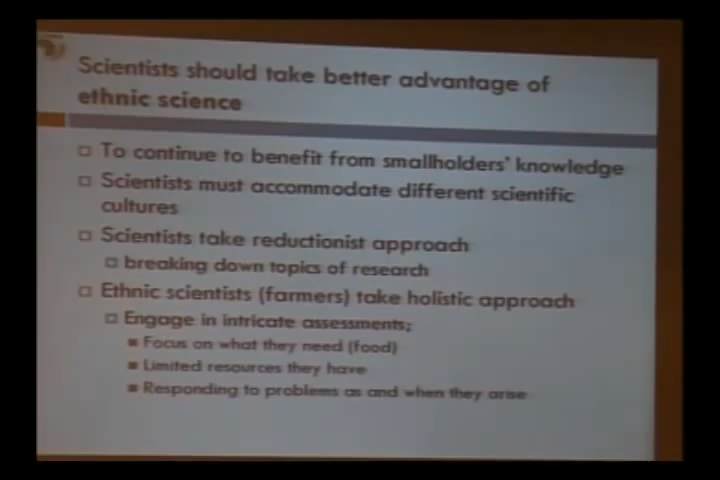 Scientists should take better advantage of
ethnic science
To continue to benefit from smallholders' knowledge
Scientists must accommodate different scientific
cultures
Scientists take reductionist approach
breaking down topics of research
Ethnic scientists (farmers) take holistic approach
Engage in intricate assessments;
Focus on what they need (food)
Limited resources they have
Responding to problems as and when they arise